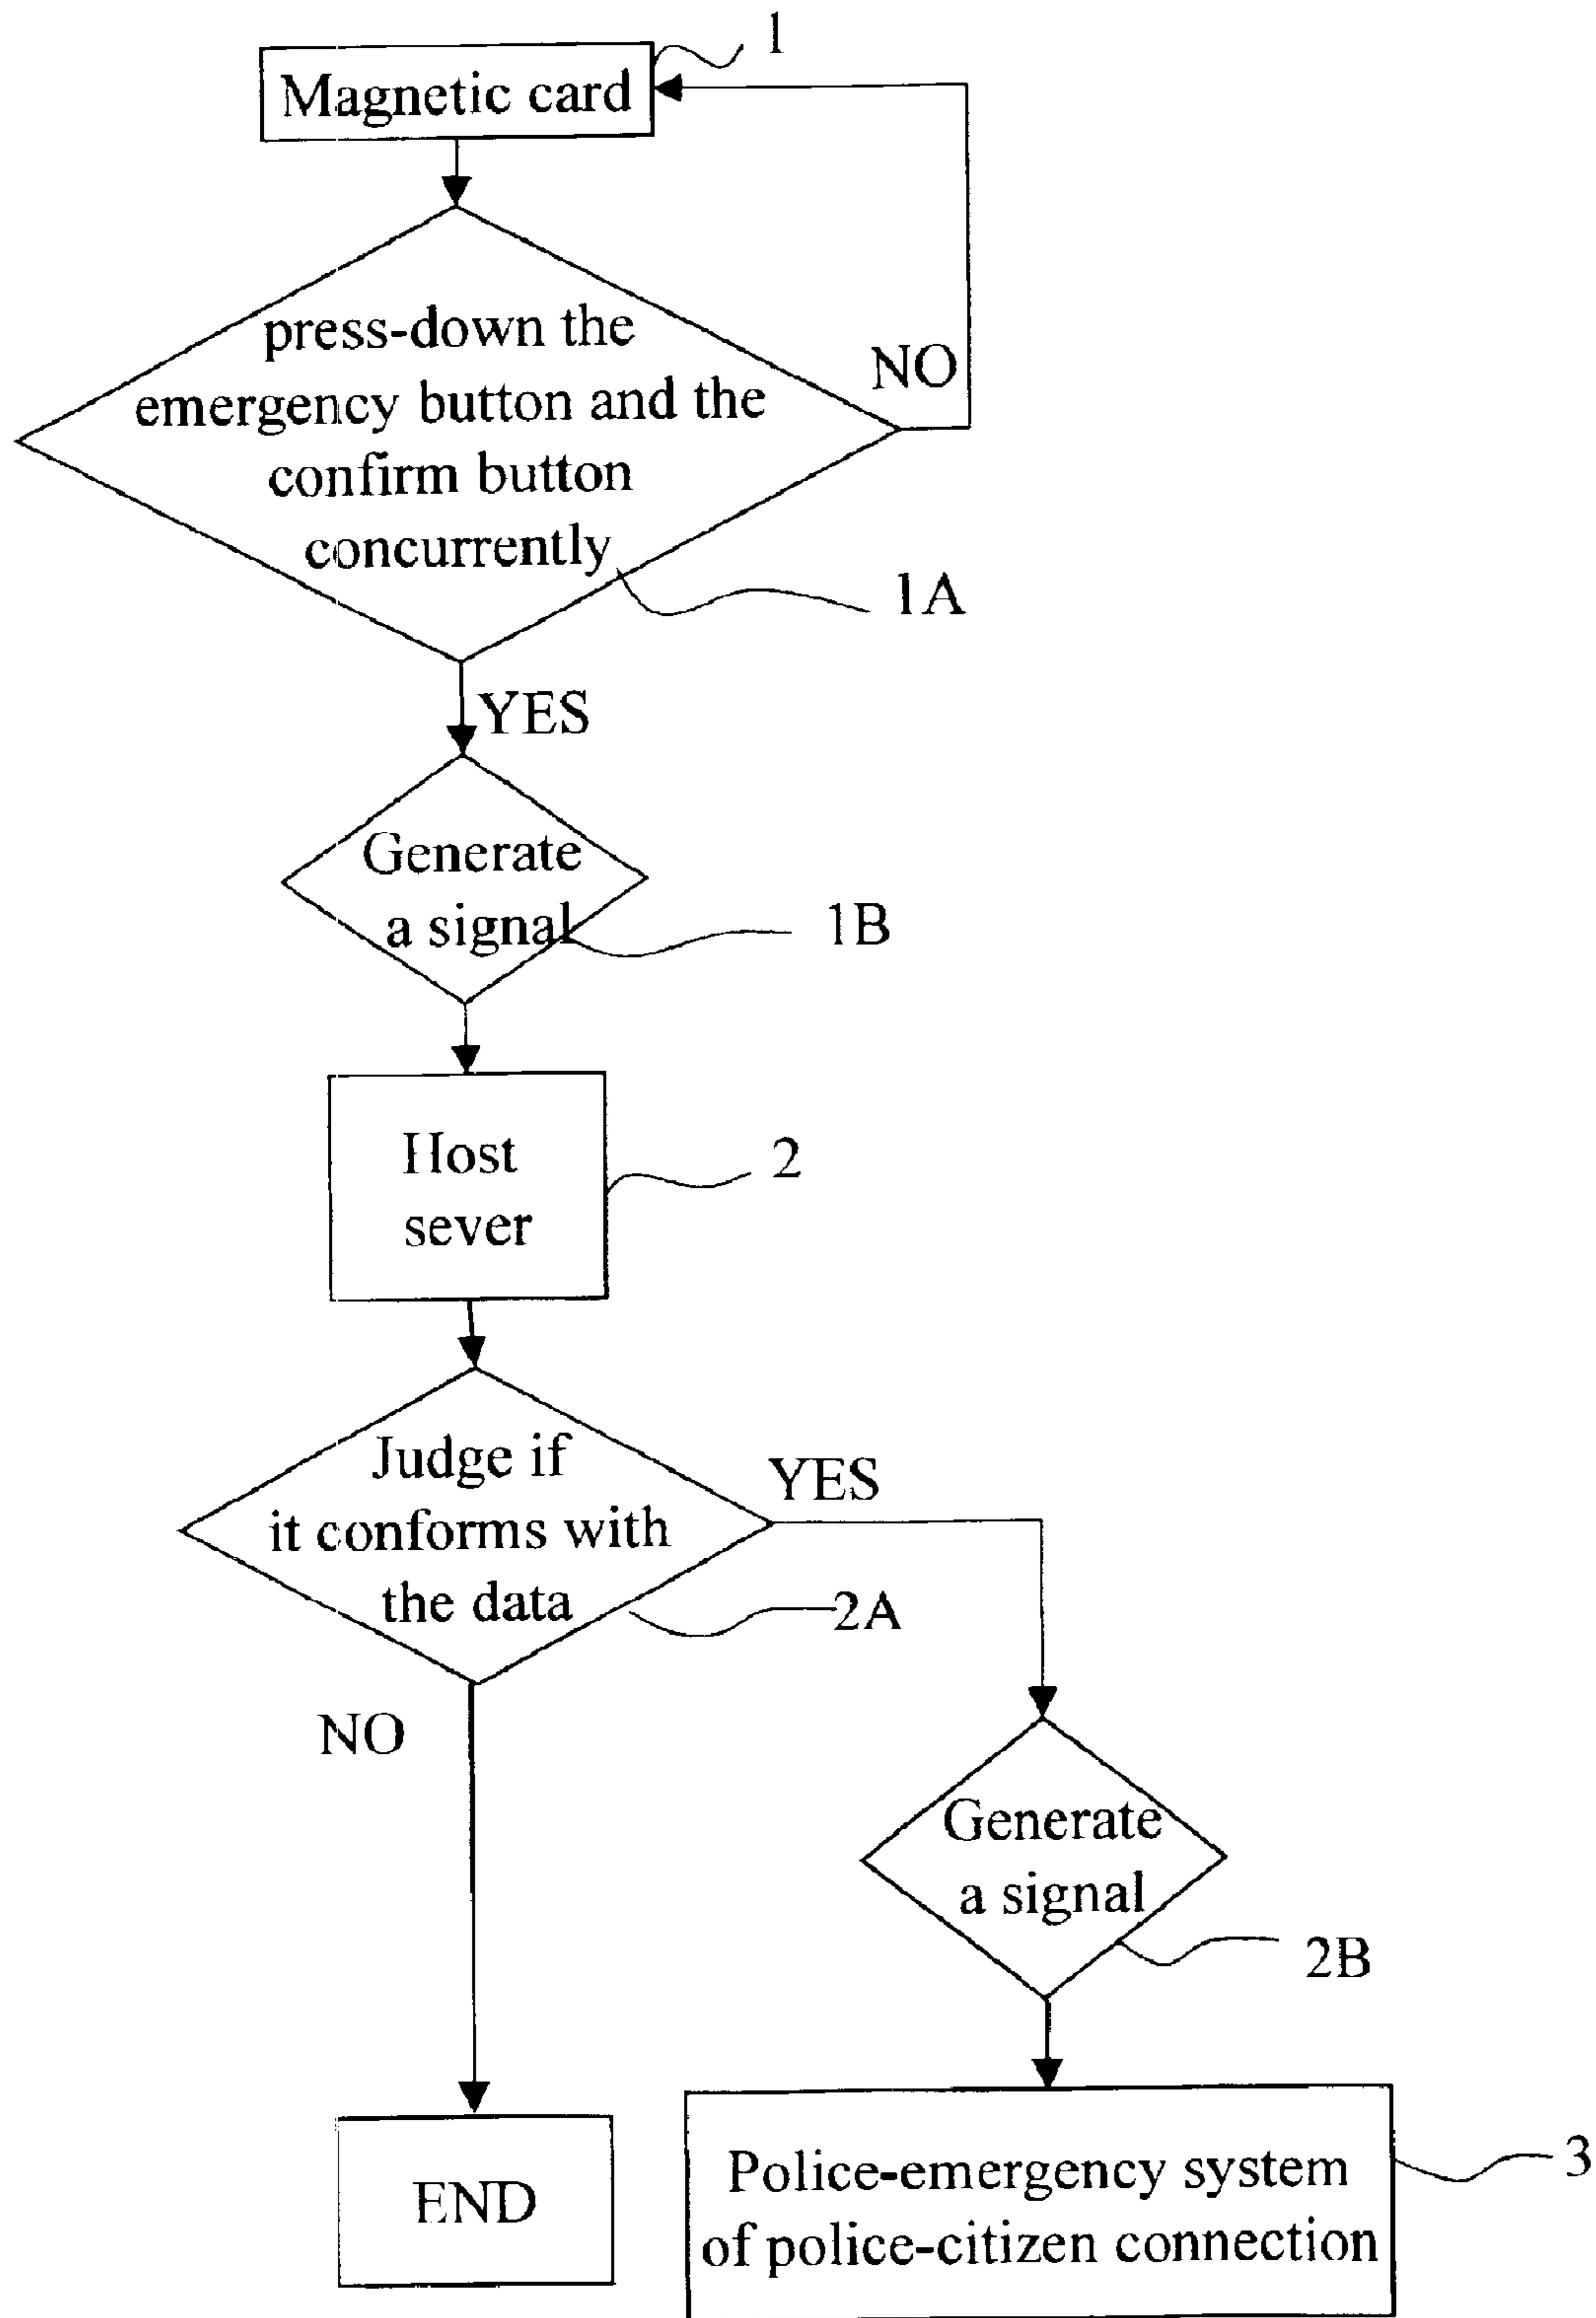 1
Magnetic card
press-down the
emergency button and the
confirm button
concurrently
NO
1A
YES
Generate
a signal
1B
Host
sever
2
Judge if
it conforms with
the data
YES
2A
NO
Generate
a signal
2B
END
Police-emergency system
of police-citizen connection
3